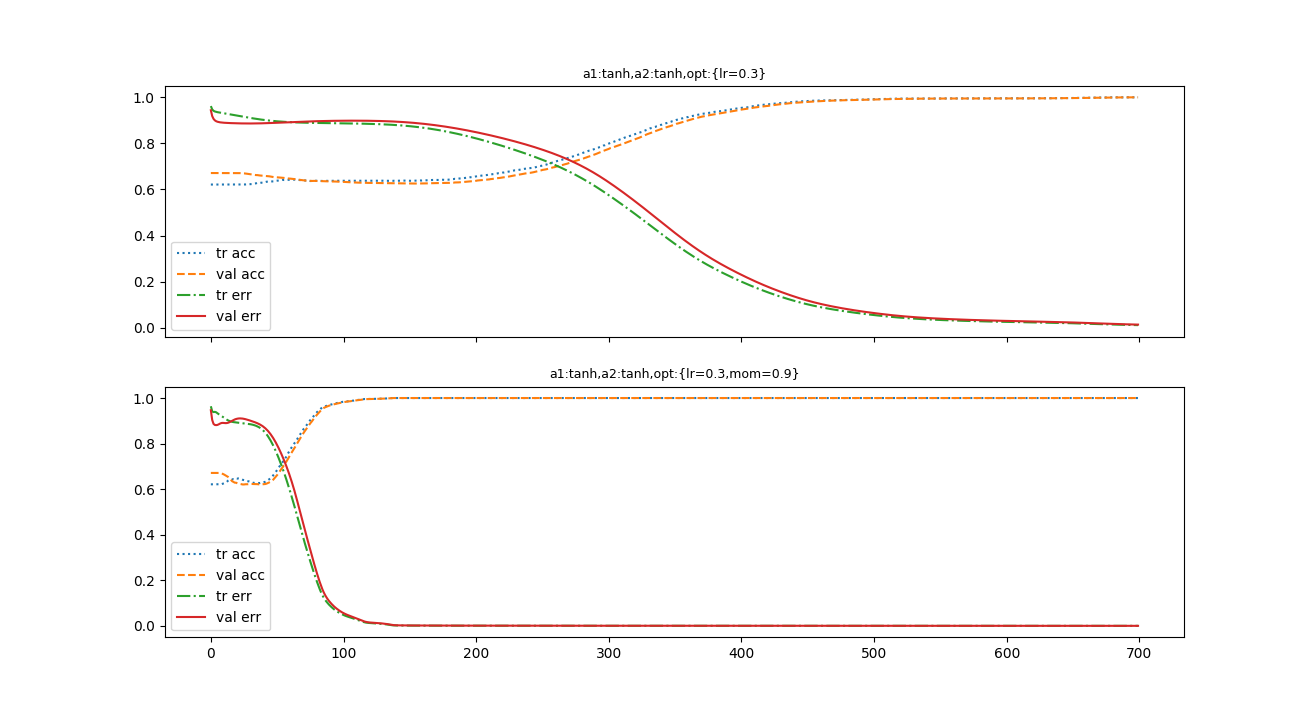 a1:tanh,a2:tanh,opt:{lr=0.3}
1.0
0.8
0.6
0.4
0.2
0.0
tr acc
val acc
tr err
val err
a1:tanh,a2:tanh,opt:{lr=0.3,mom=0.9}
1.0
0.8
0.6
0.4
0.2
0.0
tr acc
val acc
tr err
val err
0 100 200 300 400 500 600 700